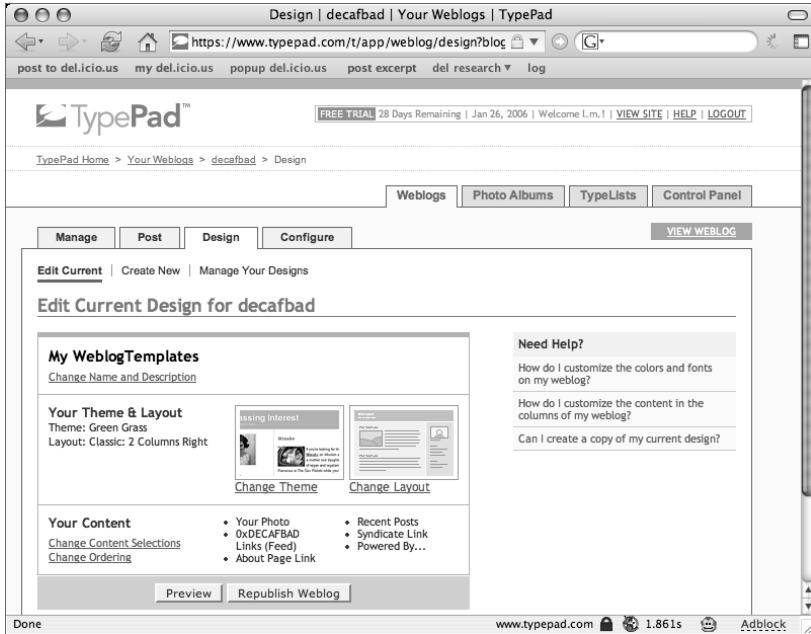 Design | decafbad | Your Weblogs | TypePad
https://www.typepad.com/t/app/weblog/design?blog
G
post to del.icio.us my del.icio.us popup del.icio.us post excerpt del research log
TypePad™
FREE TRIAL 28 Days Remaining | Jan 26, 2006 | Welcome l.m.! | VIEW SITE | HELP | LOGOUT
TypePad Home > Your Weblogs > decafbad > Design
Weblogs Photo Albums TypeLists Control Panel
Manage Post Design Configure
VIEW WEBLOG
Edit Current | Create New | Manage Your Designs
Edit Current Design for decafbad
My WeblogTemplates
Change Name and Description
Your Theme & Layout
Theme: Green Grass
Layout: Classic: 2 Columns Right
assing Interest
Change Theme
Change Layout
Your Content
Change Content Selections
Change Ordering
• Your Photo
• 0xDECAFBAD
Links (Feed)
• About Page Link
• Recent Posts
• Syndicate Link
• Powered By...
Preview Republish Weblog
Need Help?
How do I customize the colors and fonts
on my weblog?
How do I customize the content in the
columns of my weblog?
Can I create a copy of my current design?
Done
www.typepad.com 1.861s Adblock